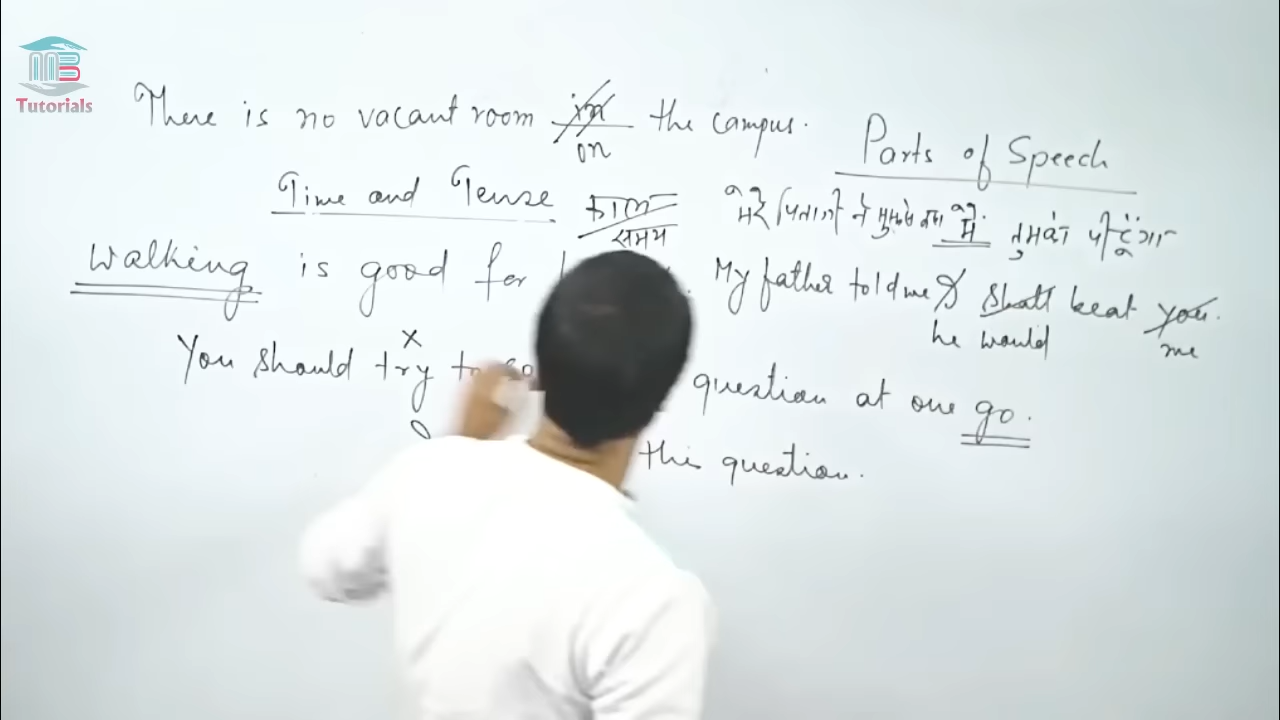 Tutorials
There is no vacant room in the campus.
on
Parts of Speech
Time and Tense काल
समय
मेरे पिताजी ने मुझसे कहा मैं तुमको पीटूंगा
Walking is good for
My father told me I shall beat you.
he would me
You should try to question at one go.
this question.